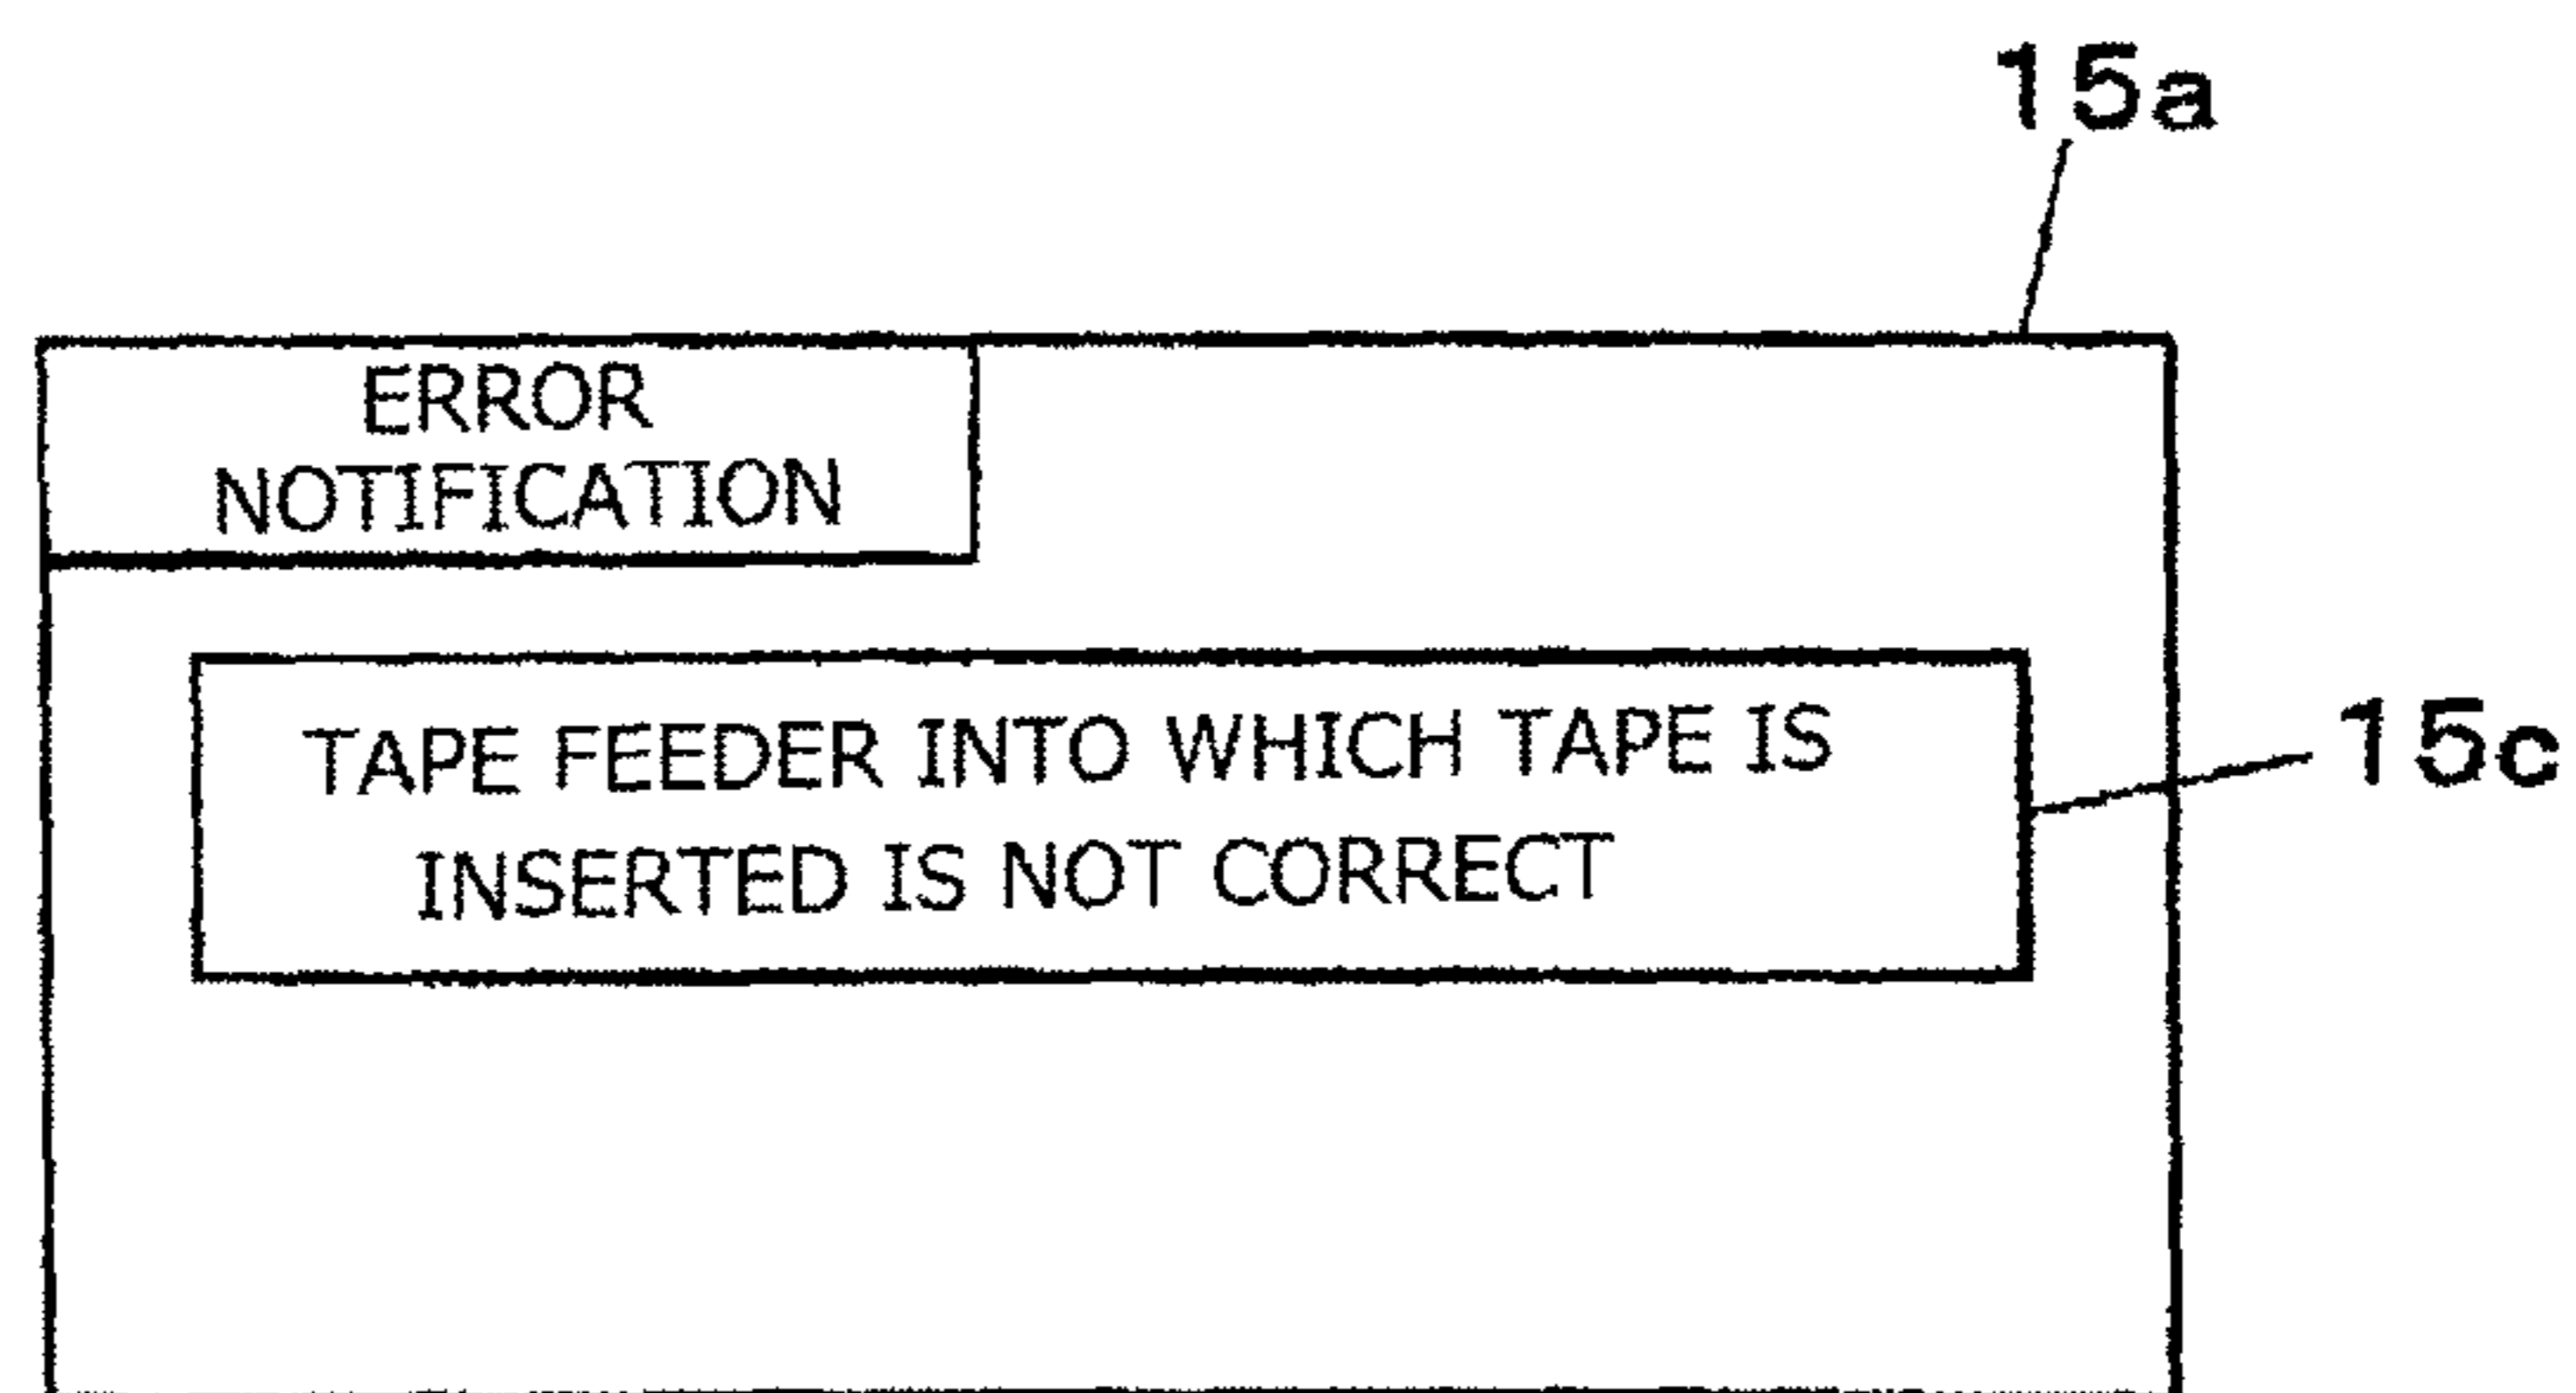 15a
ERROR
NOTIFICATION
TAPE FEEDER INTO WHICH TAPE IS
INSERTED IS NOT CORRECT
15c